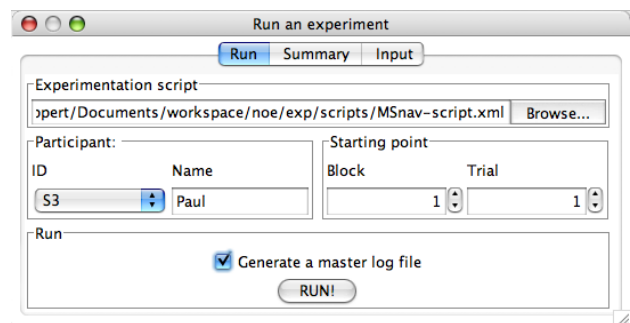 Run an experiment
Run Summary Input
Experimentation script
opert/Documents/workspace/noe/exp/scripts/MSnav-script.xml Browse...
Participant: Starting point
ID Name Block Trial
S3 Paul 1 1
Run
Generate a master log file
RUN!